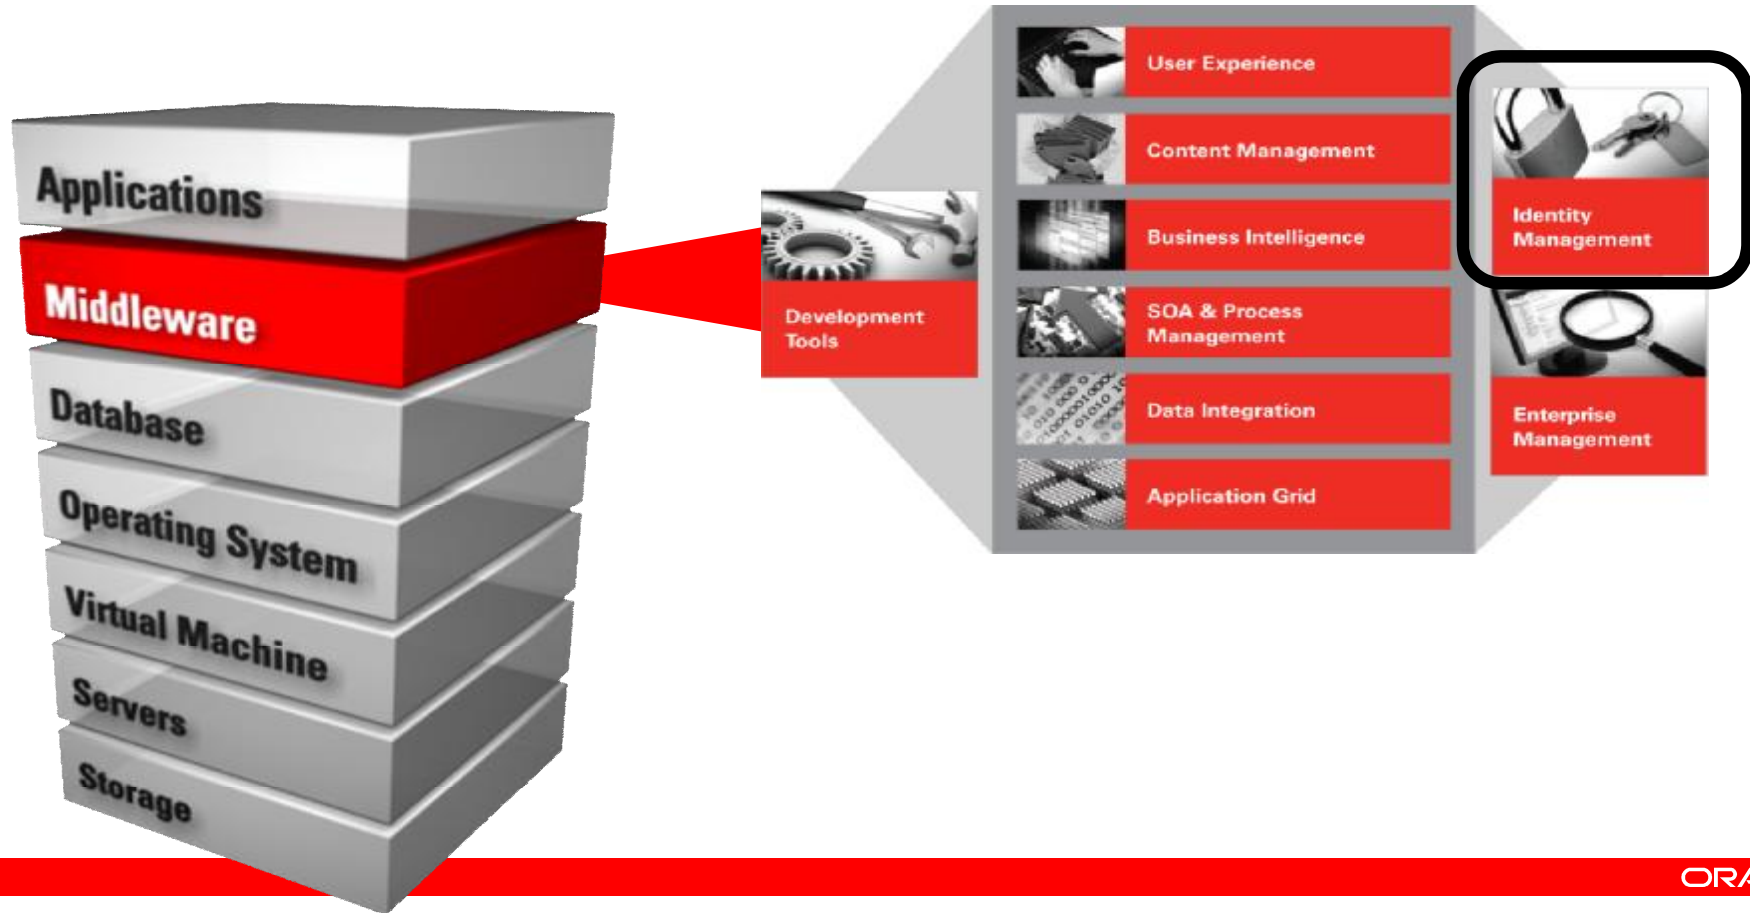 Applications
Middleware
Database
Operating System
Virtual Machine
Servers
Storage
Development
Tools
User Experience
Content Management
Business Intelligence
SOA & Process
Management
Data Integration
Application Grid
Identity
Management
Enterprise
Management
ORA